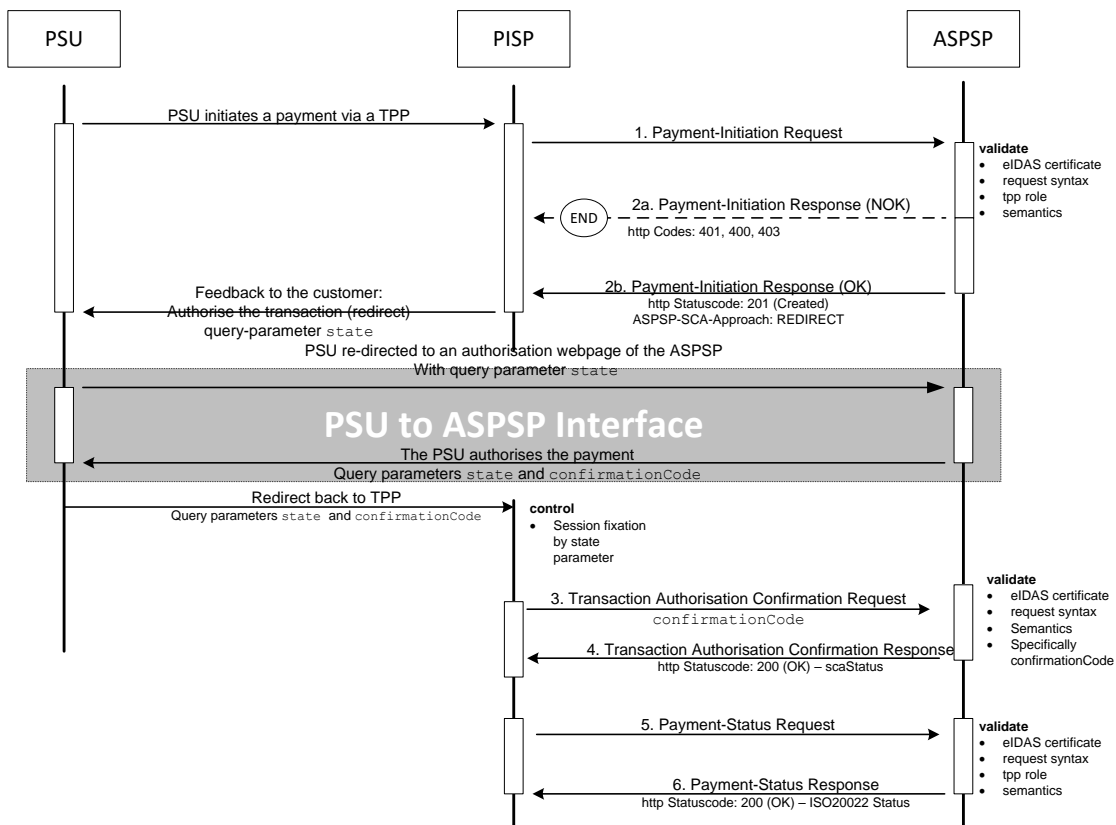 PSU
PISP
ASPSP
PSU initiates a payment via a TPP
1. Payment-Initiation Request
validate
• eIDAS certificate
• request syntax
• tpp role
• semantics
2a. Payment-Initiation Response (NOK)
END
http Codes: 401, 400, 403
2b. Payment-Initiation Response (OK)
http Statuscode: 201 (Created)
ASPSP-SCA-Approach: REDIRECT
Feedback to the customer:
Authorise the transaction (redirect)
query-parameter state
PSU re-directed to an authorisation webpage of the ASPSP
With query parameter state
PSU to ASPSP Interface
The PSU authorises the payment
Query parameters state and confirmationCode
Redirect back to TPP
Query parameters state and confirmationCode
control
• Session fixation
by state
parameter
3. Transaction Authorisation Confirmation Request
confirmationCode
validate
• eIDAS certificate
• request syntax
• Semantics
• Specifically
confirmationCode
4. Transaction Authorisation Confirmation Response
http Statuscode: 200 (OK) – scaStatus
5. Payment-Status Request
validate
• eIDAS certificate
• request syntax
• tpp role
• semantics
6. Payment-Status Response
http Statuscode: 200 (OK) – ISO20022 Status